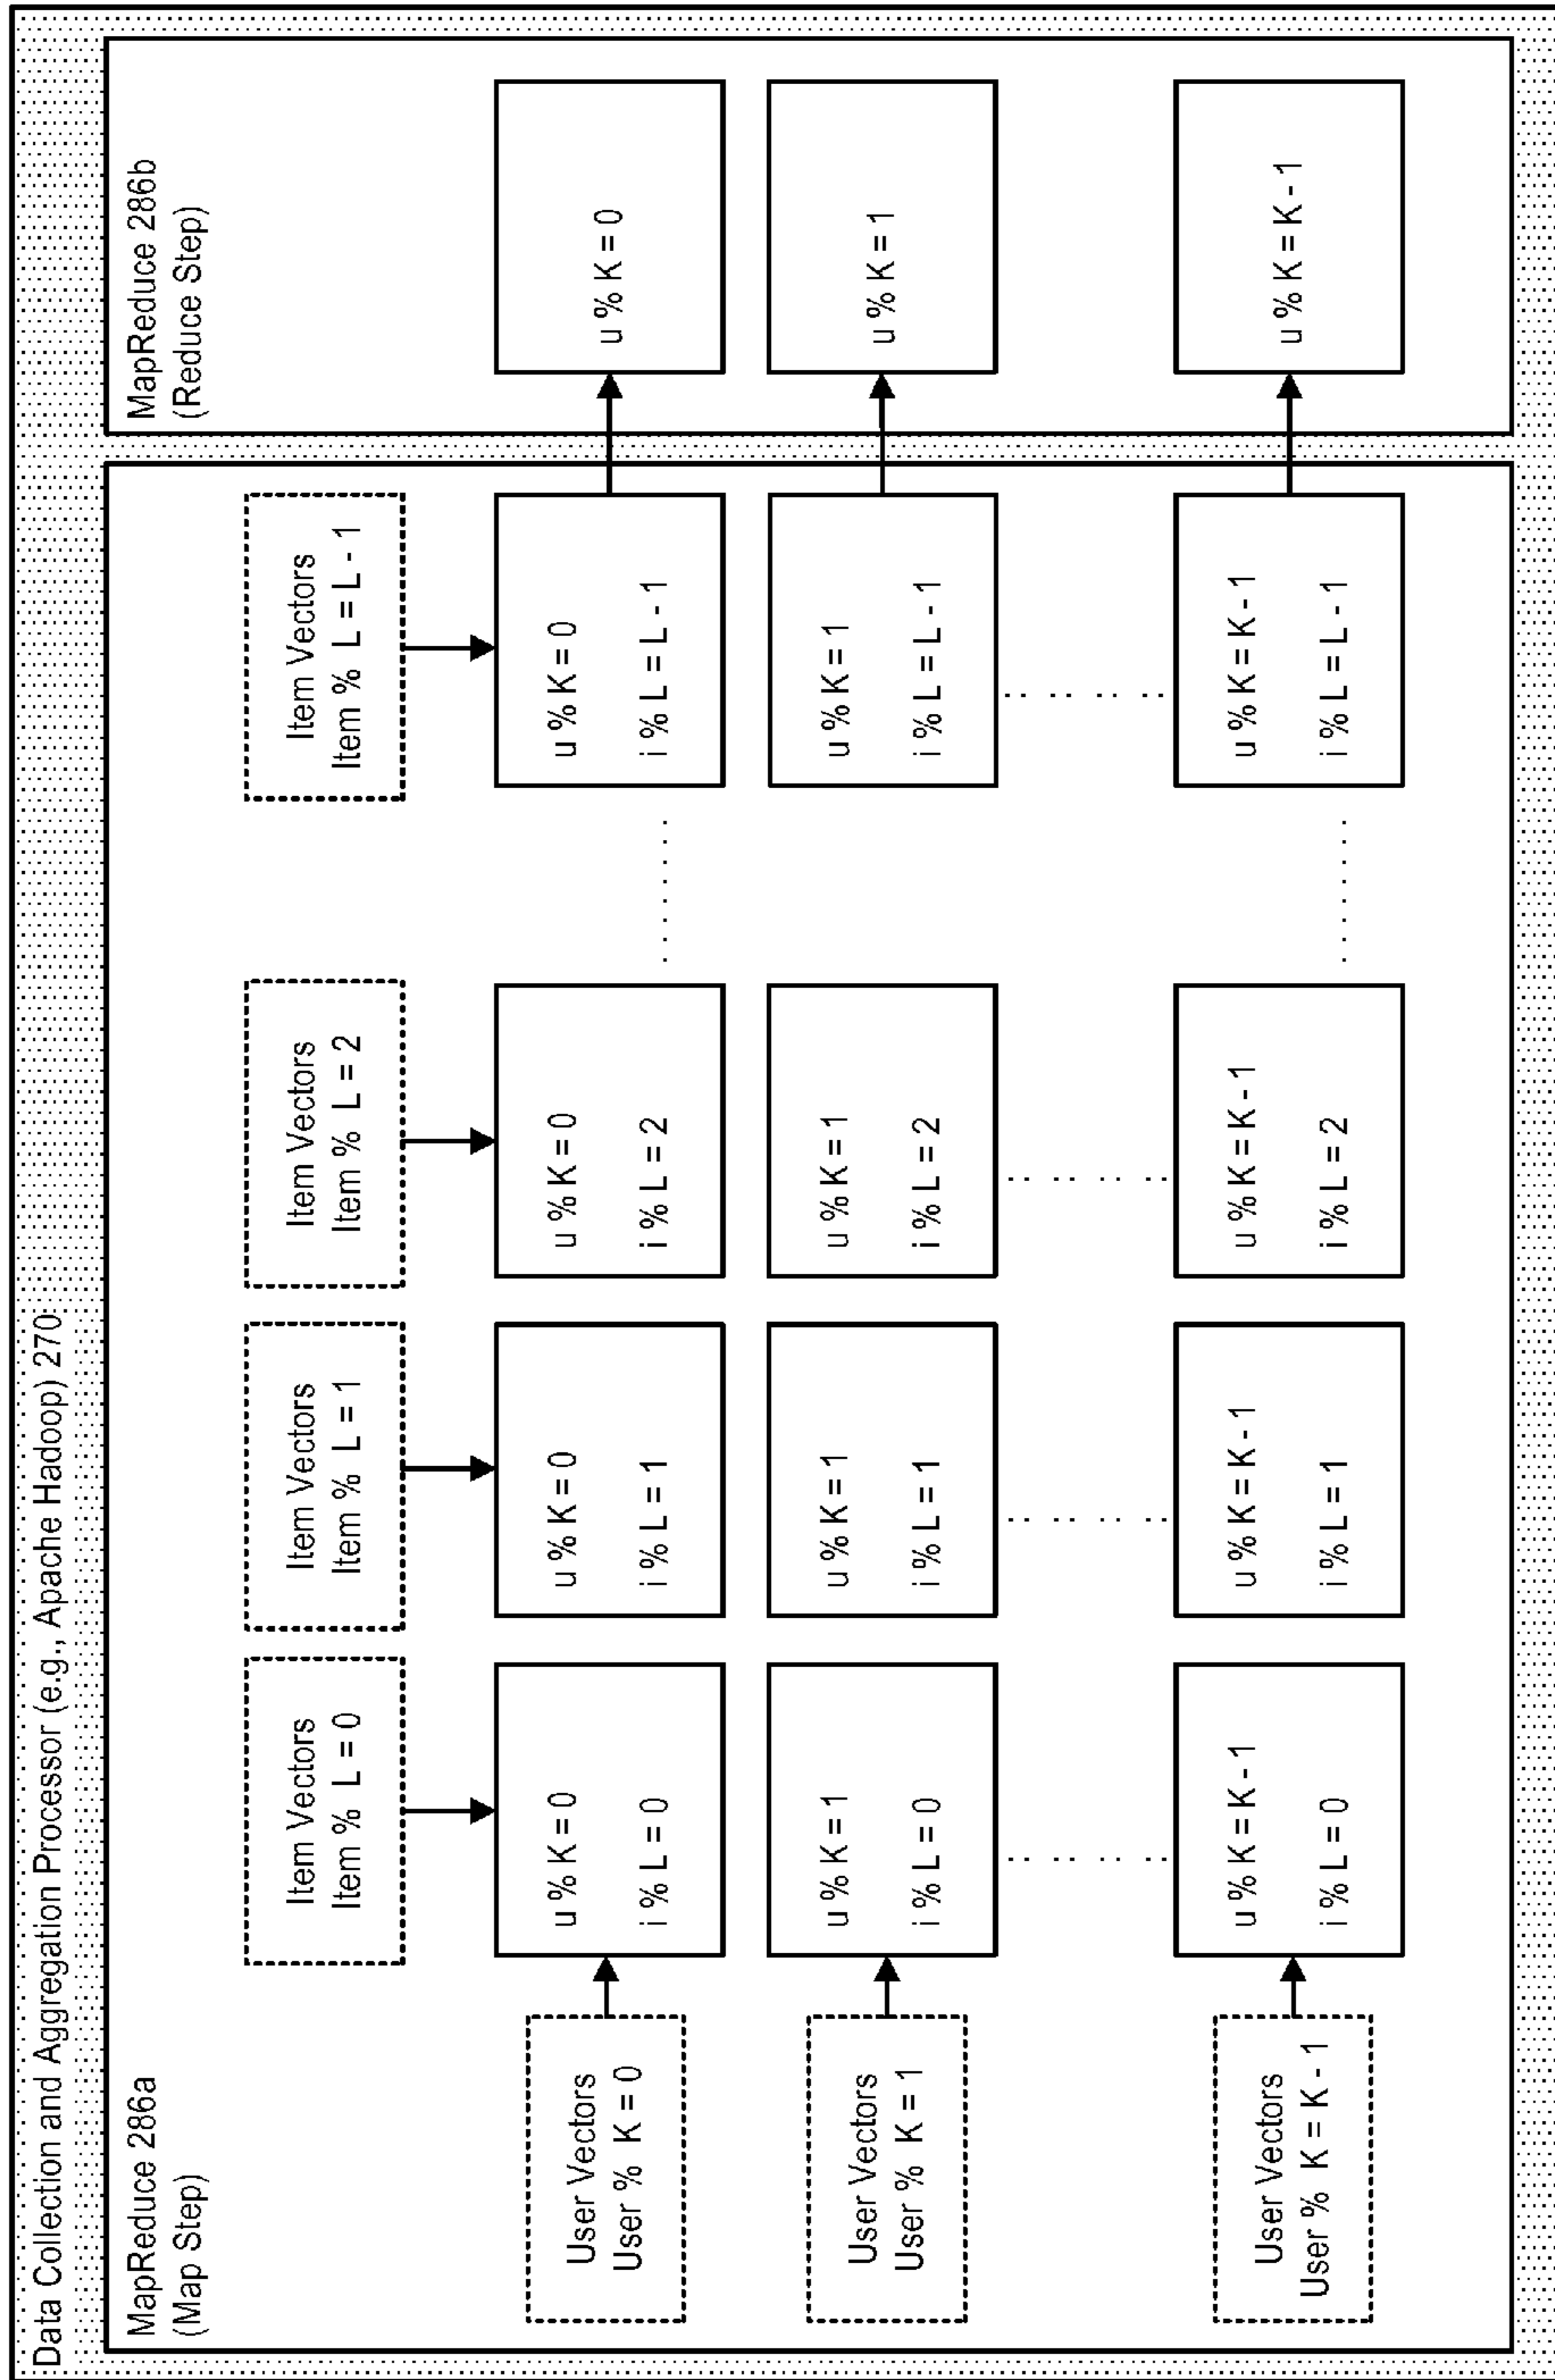 Data Collection and Aggregation Processor (e.g., Apache Hadoop) 270
MapReduce 286a
(Map Step)
Item Vectors
Item % L = 0
Item Vectors
Item % L = 1
Item Vectors
Item % L = 2
Item Vectors
Item % L = L - 1
User Vectors
User % K = 0
u % K = 0
i % L = 0
u % K = 0
i % L = 1
u % K = 0
i % L = 2
u % K = 0
i % L = L - 1
User Vectors
User % K = 1
u % K = 1
i % L = 0
u % K = 1
i % L = 1
u % K = 1
i % L = 2
u % K = 1
i % L = L - 1
User Vectors
User % K = K - 1
u % K = K - 1
i % L = 0
u % K = K - 1
i % L = 1
u % K = K - 1
i % L = 2
u % K = K - 1
i % L = L - 1
MapReduce 286b
(Reduce Step)
u % K = 0
u % K = 1
u % K = K - 1